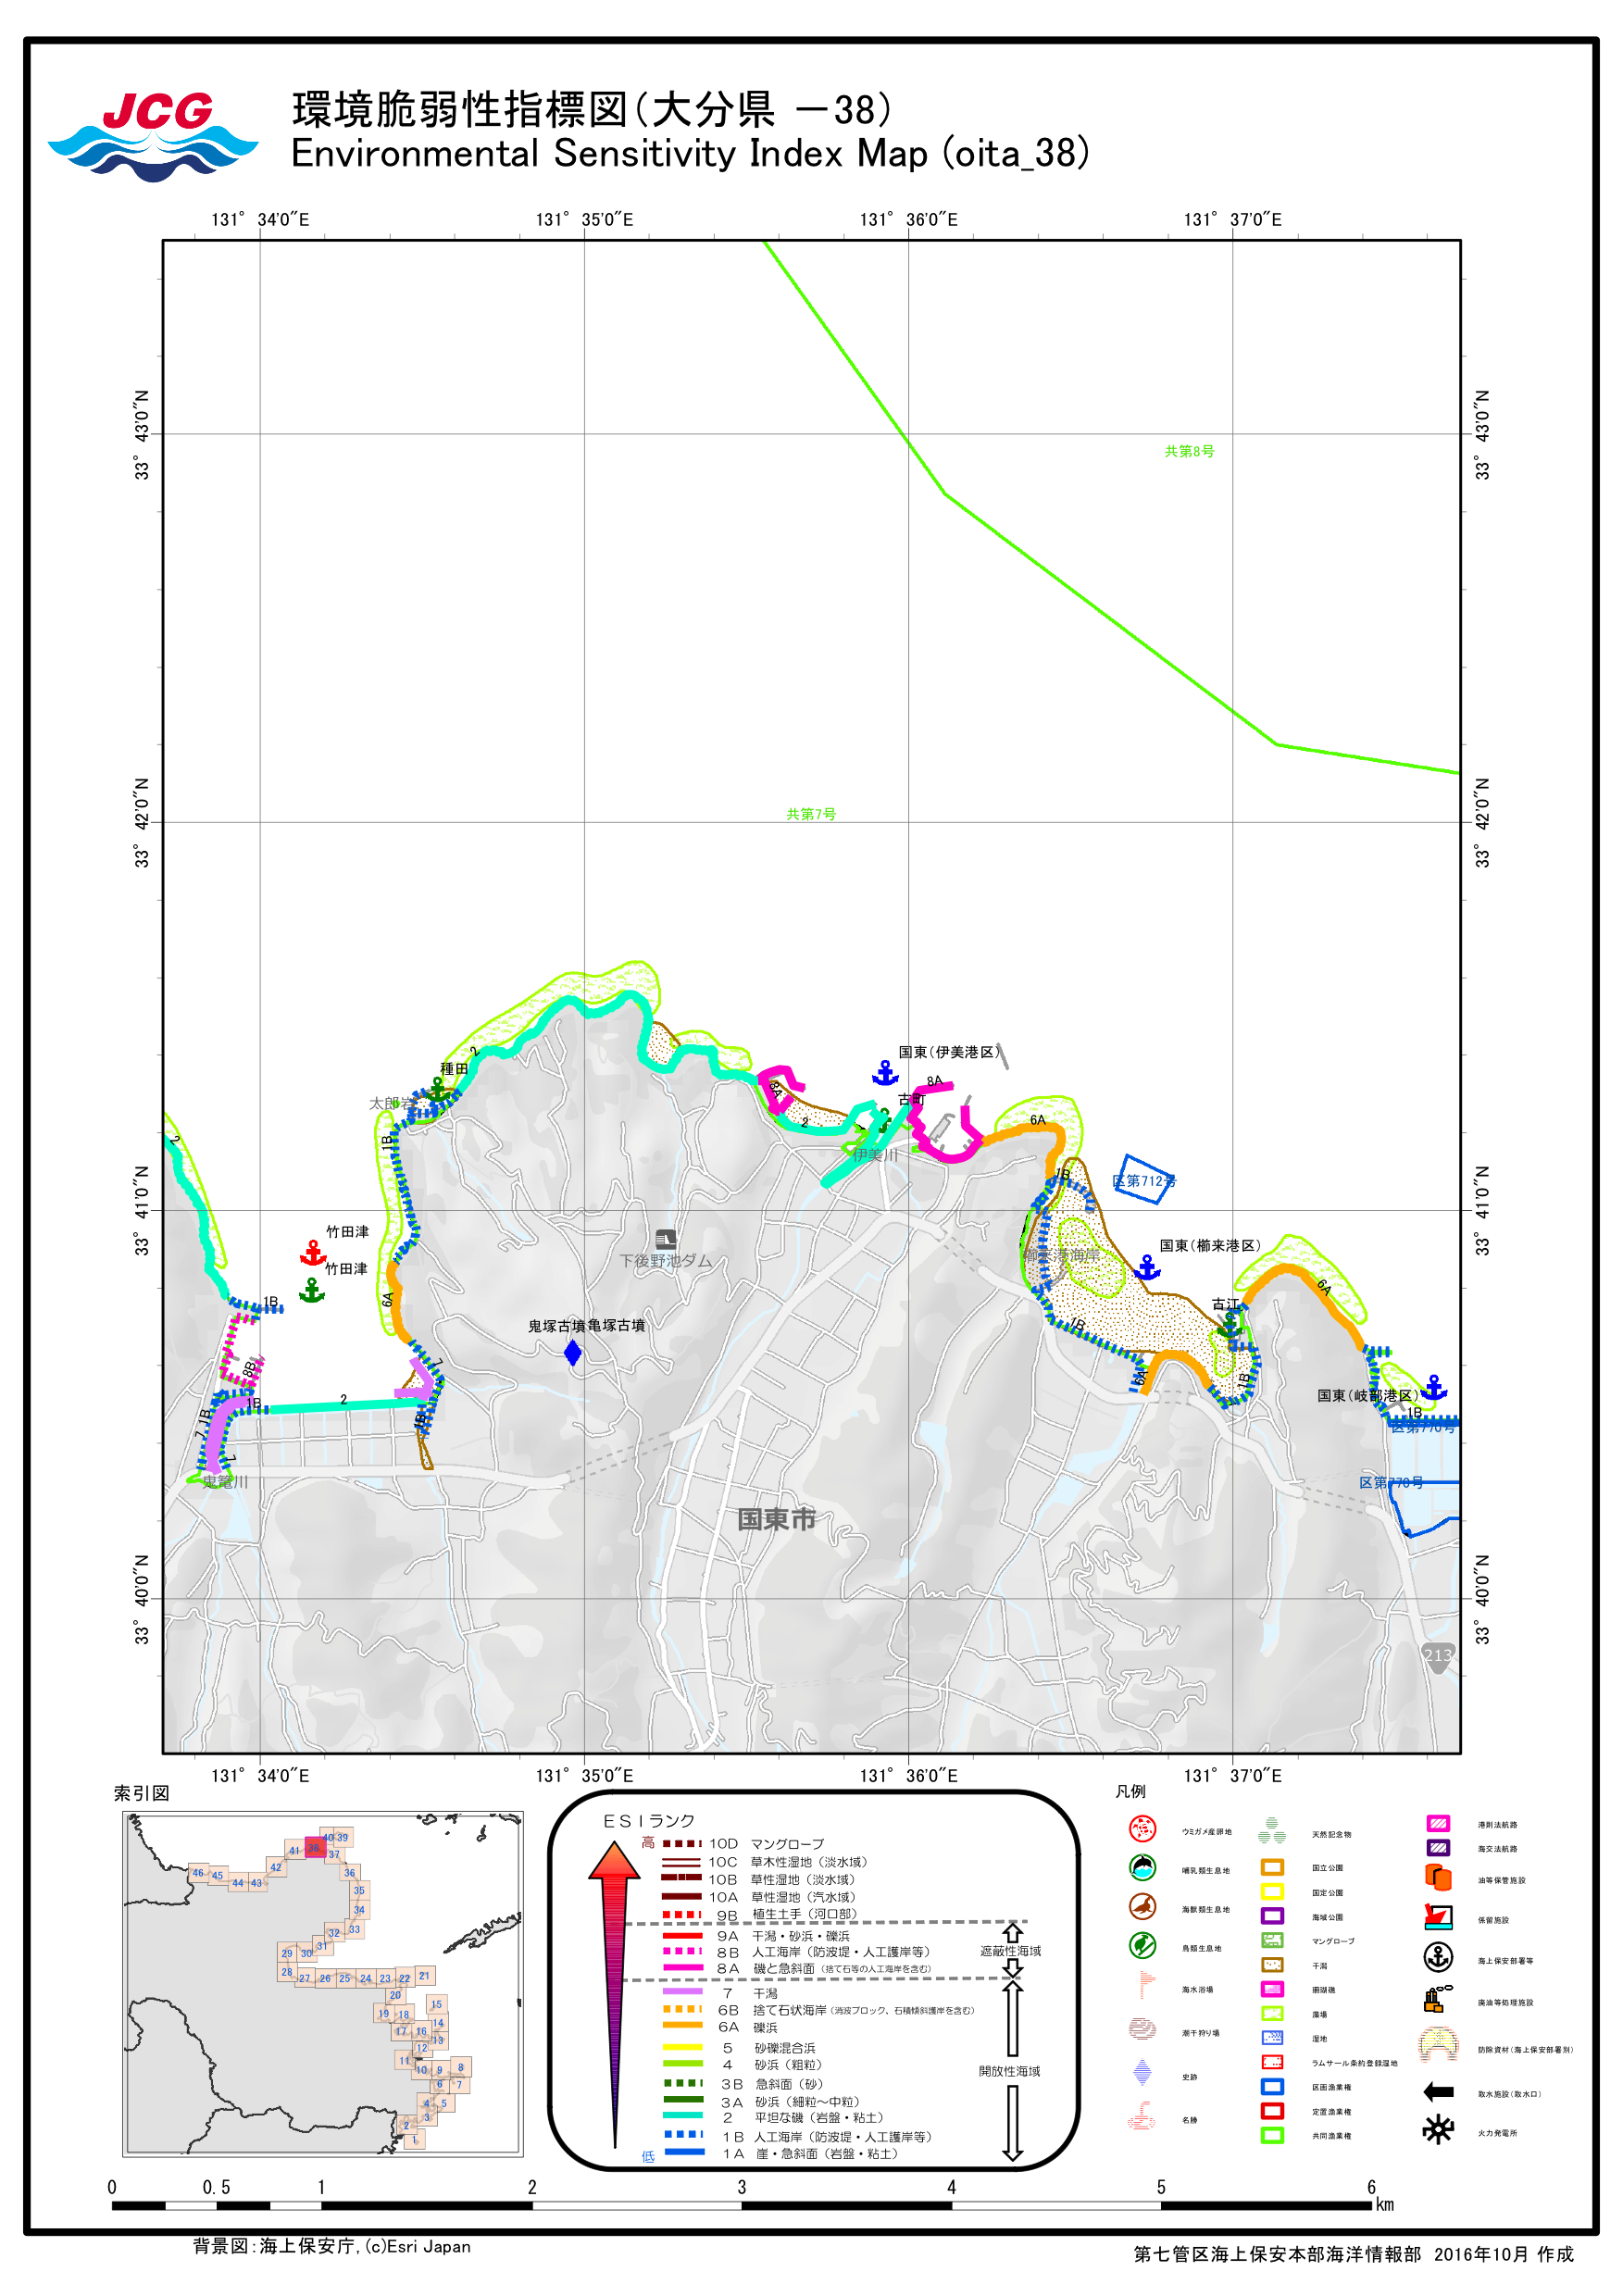 JCG
環境脆弱性指標図(大分県 －38)
Environmental Sensitivity Index Map (oita_38)
131° 34'0"E
131° 35'0"E
131° 36'0"E
131° 37'0"E
33° 43'0"N
33° 43'0"N
共第8号
33° 42'0"N
33° 42'0"N
共第7号
2
種田
太郎岩
1B
国東(伊美港区)
8A
古町
8A
2
伊美川
6A
1B
区第712号
2
33° 41'0"N
33° 41'0"N
竹田津
竹田津
1B
6A
下後野池ダム
櫛来港海岸
国東(櫛来港区)
古江
6A
鬼塚古墳亀塚古墳
1B
7
8B
2
1B
1B
7
1B
7
6A
1B
国東(岐部港区)
1B
区第770号
区第770号
鬼籠川
国東市
33° 40'0"N
33° 40'0"N
213
131° 34'0"E
131° 35'0"E
131° 36'0"E
131° 37'0"E
索引図
40 39
41 38 37
42
46 45 44 43
36
35
34
33
32
31
30
29
28
27 26 25 24 23 22 21
20
19 18
17 16
15
14
13
12
11
10 9 8
7
6
5
4
3
2
1
ESIランク
高
10D マングローブ
10C 草木性湿地（淡水域）
10B 草性湿地（淡水域）
10A 草性湿地（汽水域）
9B 植生土手（河口部）
9A 干潟・砂浜・礫浜
8B 人工海岸（防波堤・人工護岸等）
8A 磯と急斜面（捨て石等の人工海岸を含む）
7 干潟
6B 捨て石状海岸（消波ブロック、石積傾斜護岸を含む）
6A 礫浜
5 砂礫混合浜
4 砂浜（粗粒）
3B 急斜面（砂）
3A 砂浜（細粒～中粒）
2 平坦な磯（岩盤・粘土）
1B 人工海岸（防波堤・人工護岸等）
1A 崖・急斜面（岩盤・粘土）
低
遮蔽性海域
開放性海域
凡例
ウミガメ産卵地
哺乳類生息地
海獣類生息地
鳥類生息地
海水浴場
潮干狩り場
史跡
名勝
天然記念物
国立公園
国定公園
海域公園
マングローブ
干潟
珊瑚礁
藻場
湿地
ラムサール条約登録湿地
区画漁業権
定置漁業権
共同漁業権
港則法航路
海交法航路
油等保管施設
保留施設
海上保安部署等
廃油等処理施設
防除資材(海上保安部署別)
取水施設(取水口)
火力発電所
0 0.5 1 2 3 4 5 6
km
背景図:海上保安庁, (c)Esri Japan
第七管区海上保安本部海洋情報部 2016年10月 作成